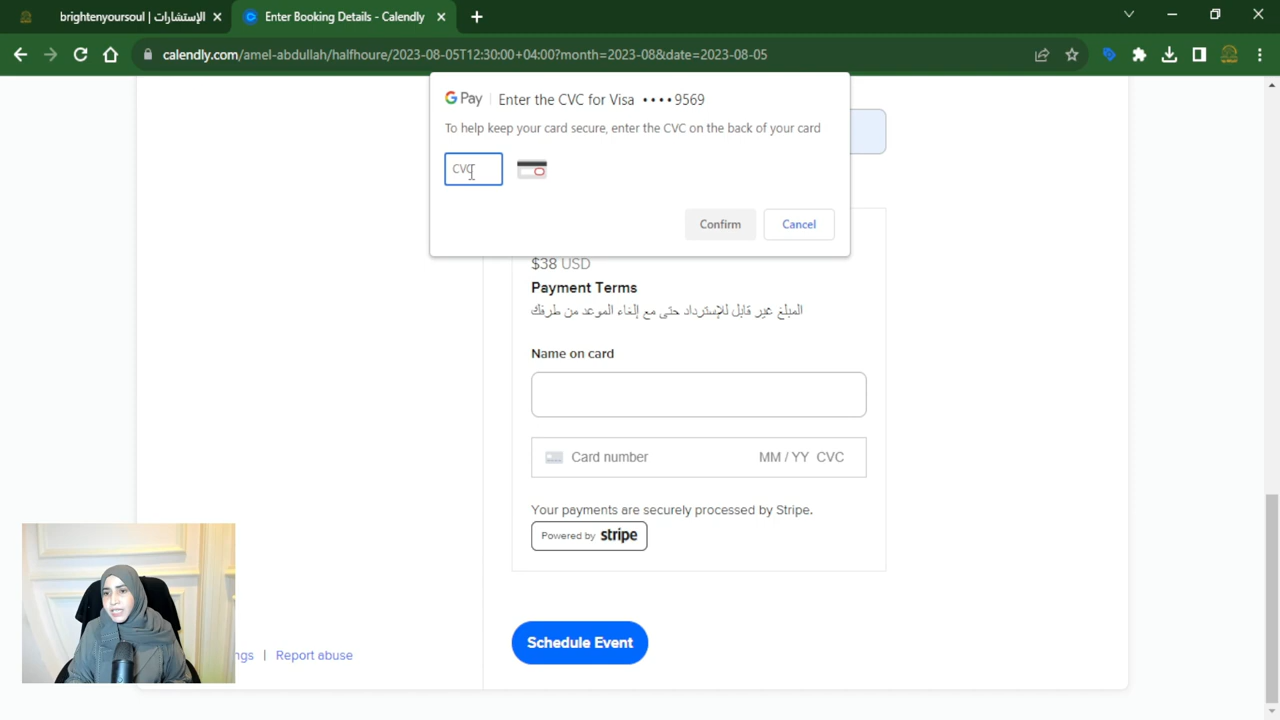 brightenyoursoul | الإستشارات
Enter Booking Details - Calendly
calendly.com/amel-abdullah/halfhoure/2023-08-05T12:30:00+04:00?month=2023-08&date=2023-08-05
G Pay | Enter the CVC for Visa •••• 9569
To help keep your card secure, enter the CVC on the back of your card
CVC
Confirm Cancel
$38 USD
Payment Terms
المبلغ غير قابل للإسترداد حتى مع إلغاء الموعد من طرفك
Name on card
Card number MM / YY CVC
Your payments are securely processed by Stripe.
Powered by stripe
Schedule Event
ngs | Report abuse